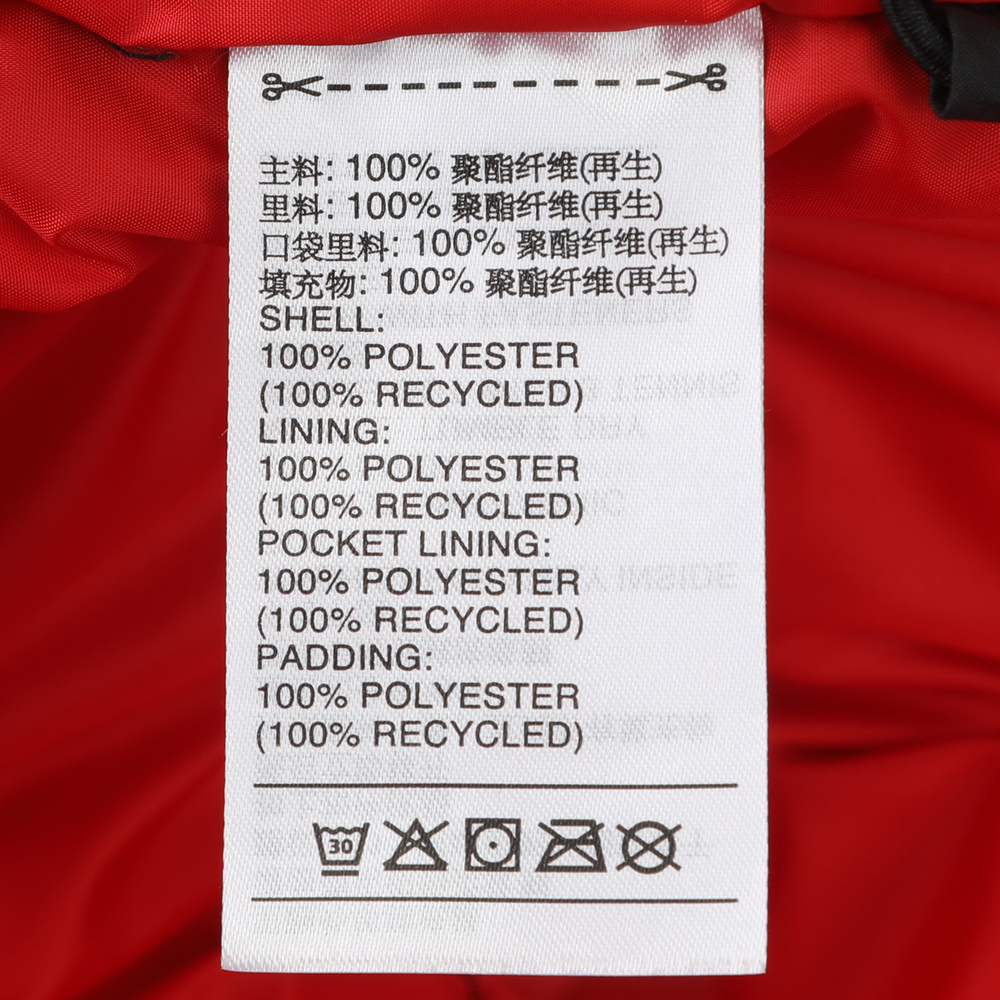 主料: 100% 聚酯纤维(再生)
里料: 100% 聚酯纤维(再生)
口袋里料: 100% 聚酯纤维(再生)
填充物: 100% 聚酯纤维(再生)
SHELL:
100% POLYESTER
(100% RECYCLED)
LINING:
100% POLYESTER
(100% RECYCLED)
POCKET LINING:
100% POLYESTER
(100% RECYCLED)
PADDING:
100% POLYESTER
(100% RECYCLED)
30